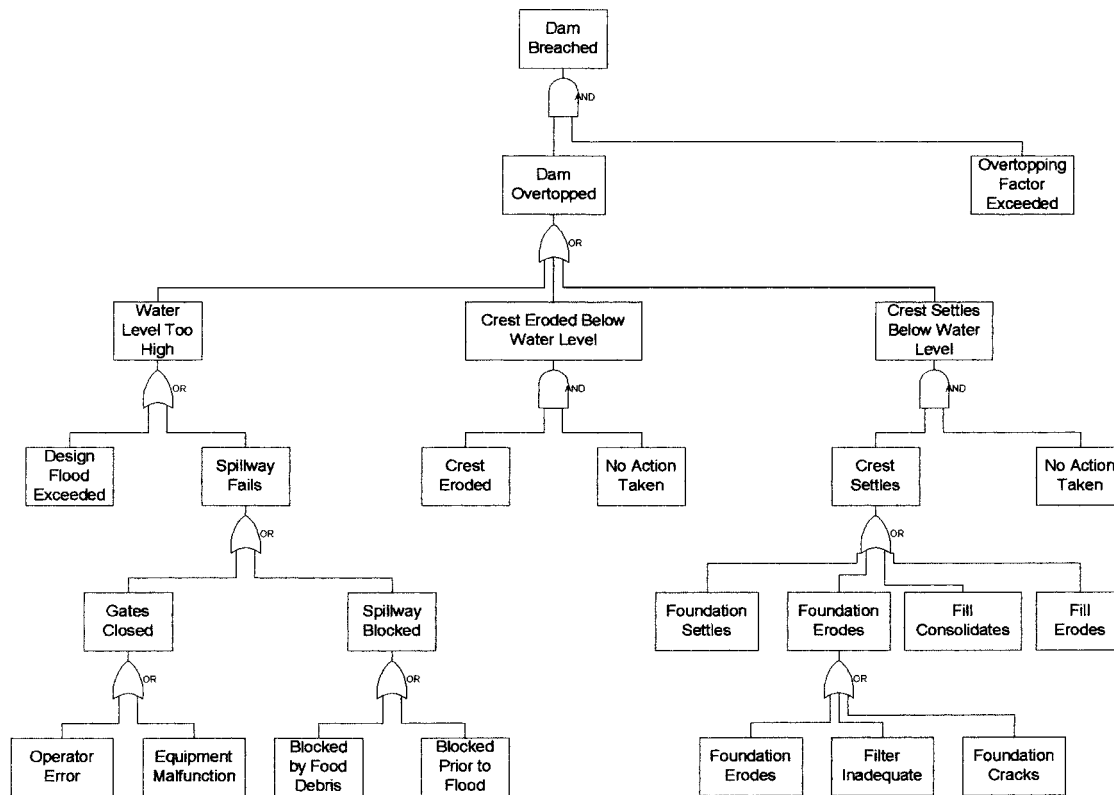 Dam
Breached
AND
Dam
Overtopped
Overtopping
Factor
Exceeded
OR
Water
Level Too
High
Crest Eroded Below
Water Level
Crest Settles
Below Water
Level
OR
AND
AND
Design
Flood
Exceeded
Spillway
Fails
Crest
Eroded
No Action
Taken
Crest
Settles
No Action
Taken
OR
OR
Gates
Closed
Spillway
Blocked
Foundation
Settles
Foundation
Erodes
Fill
Consolidates
Fill
Erodes
OR
OR
OR
Operator
Error
Equipment
Malfunction
Blocked
by Food
Debris
Blocked
Prior to
Flood
Foundation
Erodes
Filter
Inadequate
Foundation
Cracks